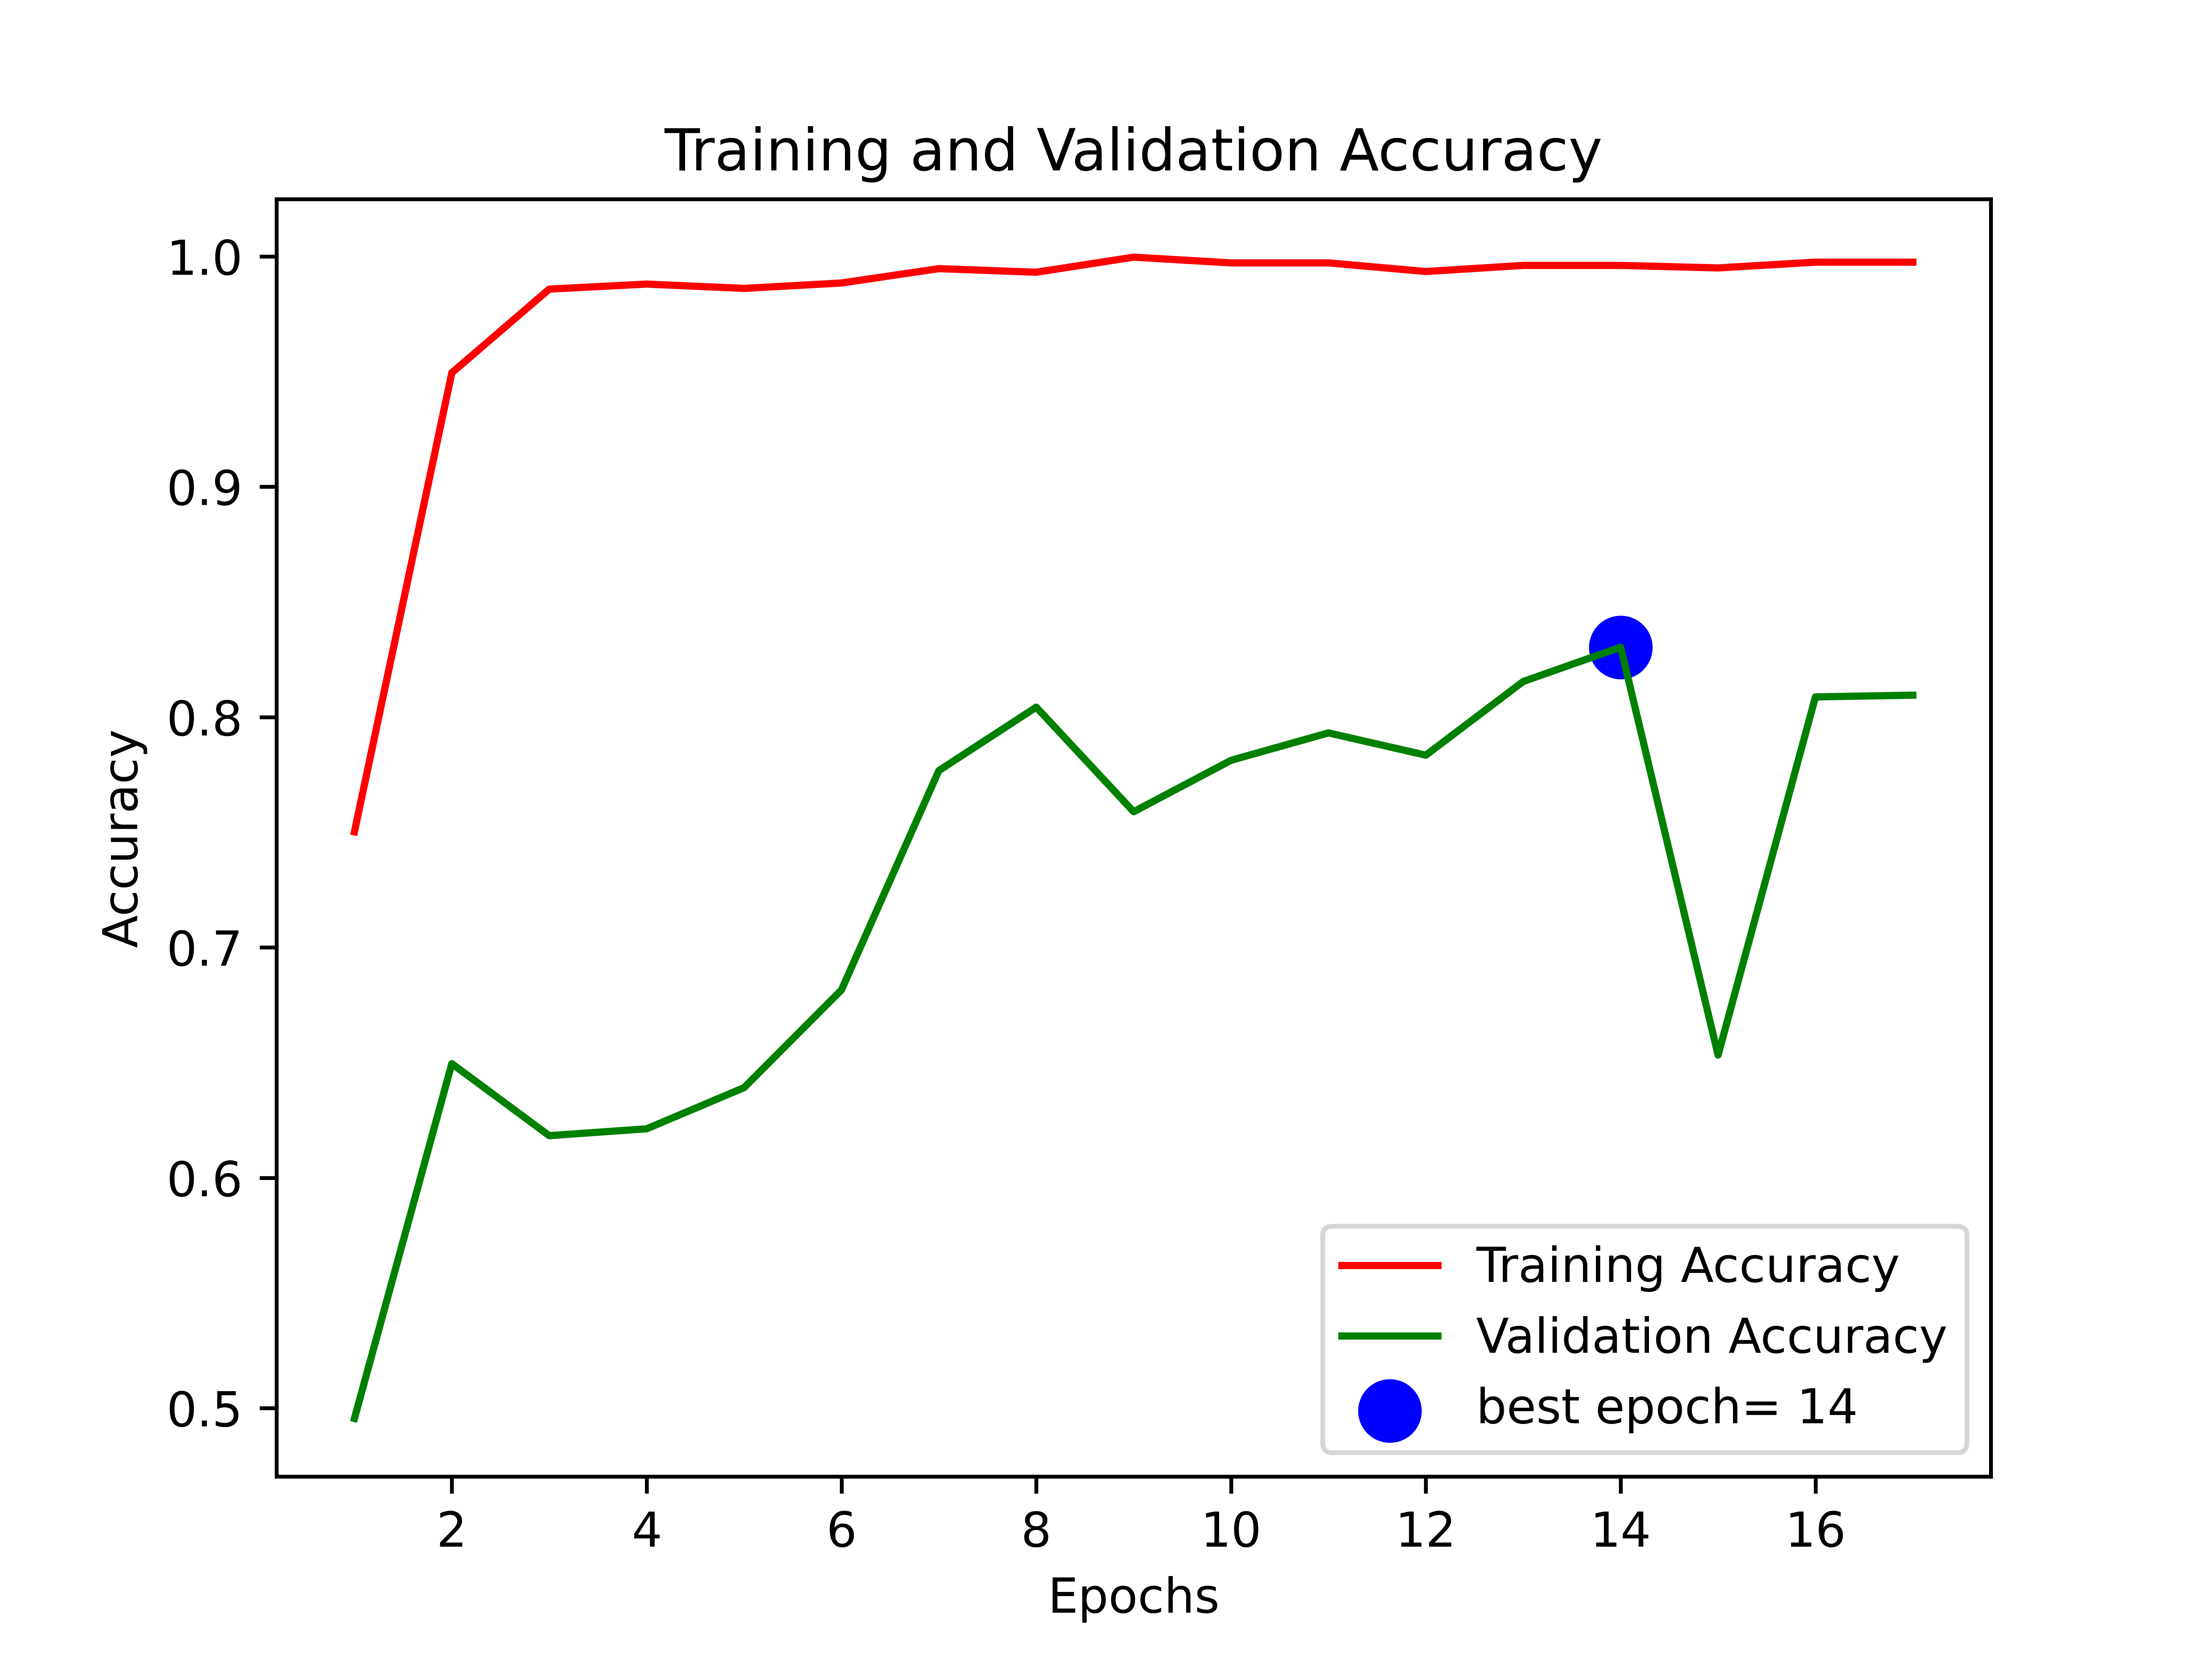 Training and Validation Accuracy
1.0
0.9
0.8
0.7
0.6
0.5
Accuracy
Training Accuracy
Validation Accuracy
best epoch= 14
2 4 6 8 10 12 14 16
Epochs